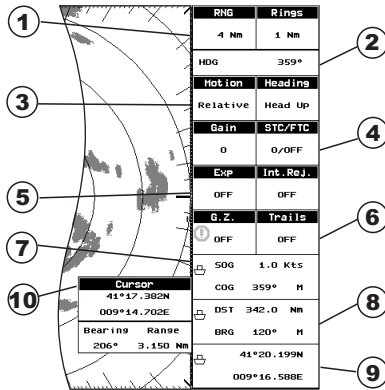 RNG Rings
4 Nm 1 Nm
HDG 359°
Motion Heading
Relative Head Up
Gain STC/FTC
0 0/OFF
Exp Int.Rej.
OFF OFF
G.Z. Trails
OFF OFF
SOG 1.0 Kts
COG 359° M
DST 342.0 Nm
BRG 120° M
41°20.199N
009°16.588E
Cursor
41°17.382N
009°14.702E
Bearing Range
206° 3.150 Nm
1
3
5
7
10
2
4
6
8
9